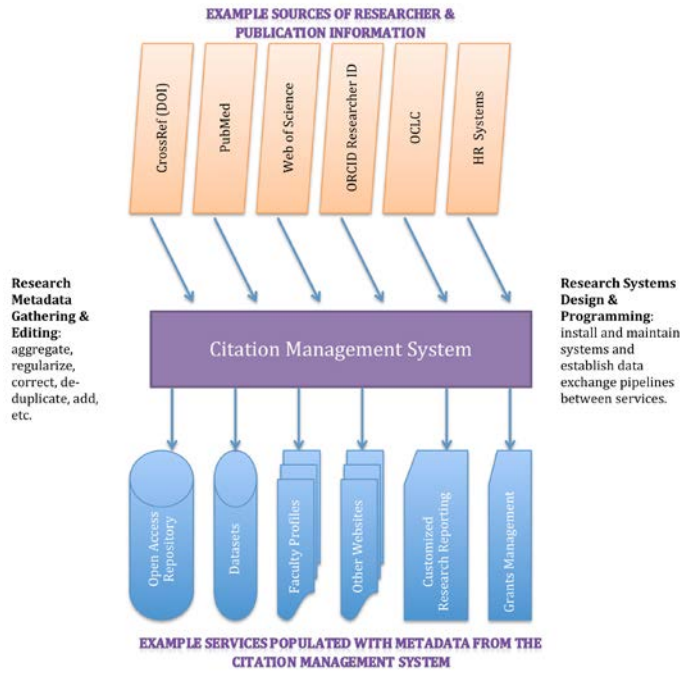 EXAMPLE SOURCES OF RESEARCHER &
PUBLICATION INFORMATION
CrossRef (DOI)
PubMed
Web of Science
ORCID Researcher ID
OCLC
HR Systems
Research
Metadata
Gathering &
Editing:
aggregate,
regularize,
correct, de-
duplicate, add,
etc.
Citation Management System
Research Systems
Design &
Programming:
install and maintain
systems and
establish data
exchange pipelines
between services.
Open Access
Repository
Datasets
Faculty Profiles
Other Websites
Customized
Research Reporting
Grants Management
EXAMPLE SERVICES POPULATED WITH METADATA FROM THE
CITATION MANAGEMENT SYSTEM